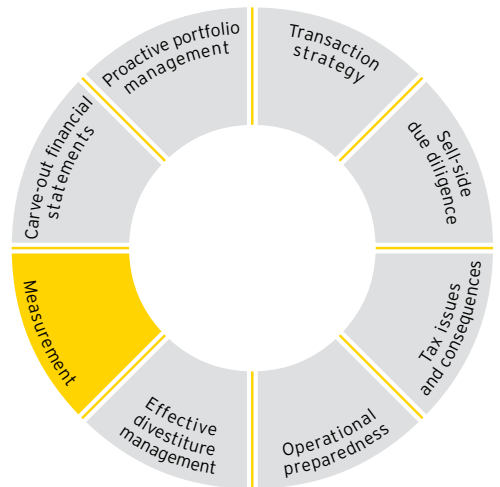 Proactive portfolio
management
Transaction
strategy
Sell-side
due diligence
Tax issues
and consequences
Operational
preparedness
Effective
divestiture
management
Measurement
Carve-out financial
statements